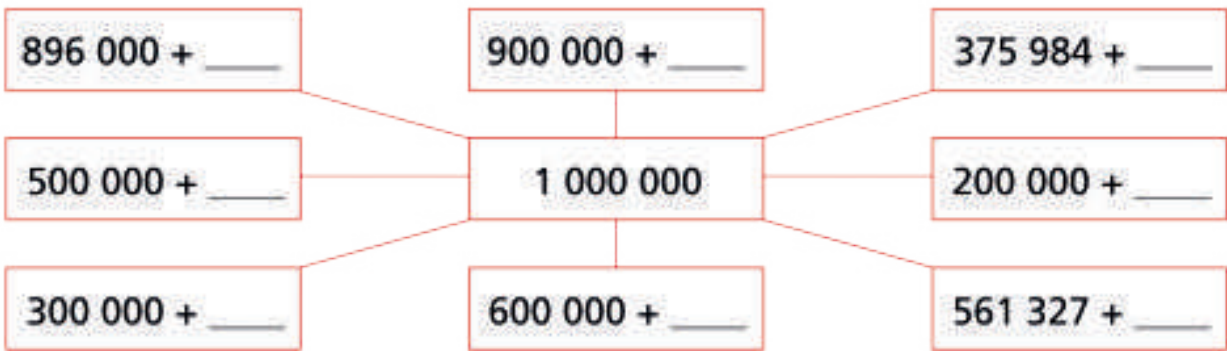 896 000 + ____
900 000 + ____
375 984 + ____
500 000 + ____
1 000 000
200 000 + ____
300 000 + ____
600 000 + ____
561 327 + ____